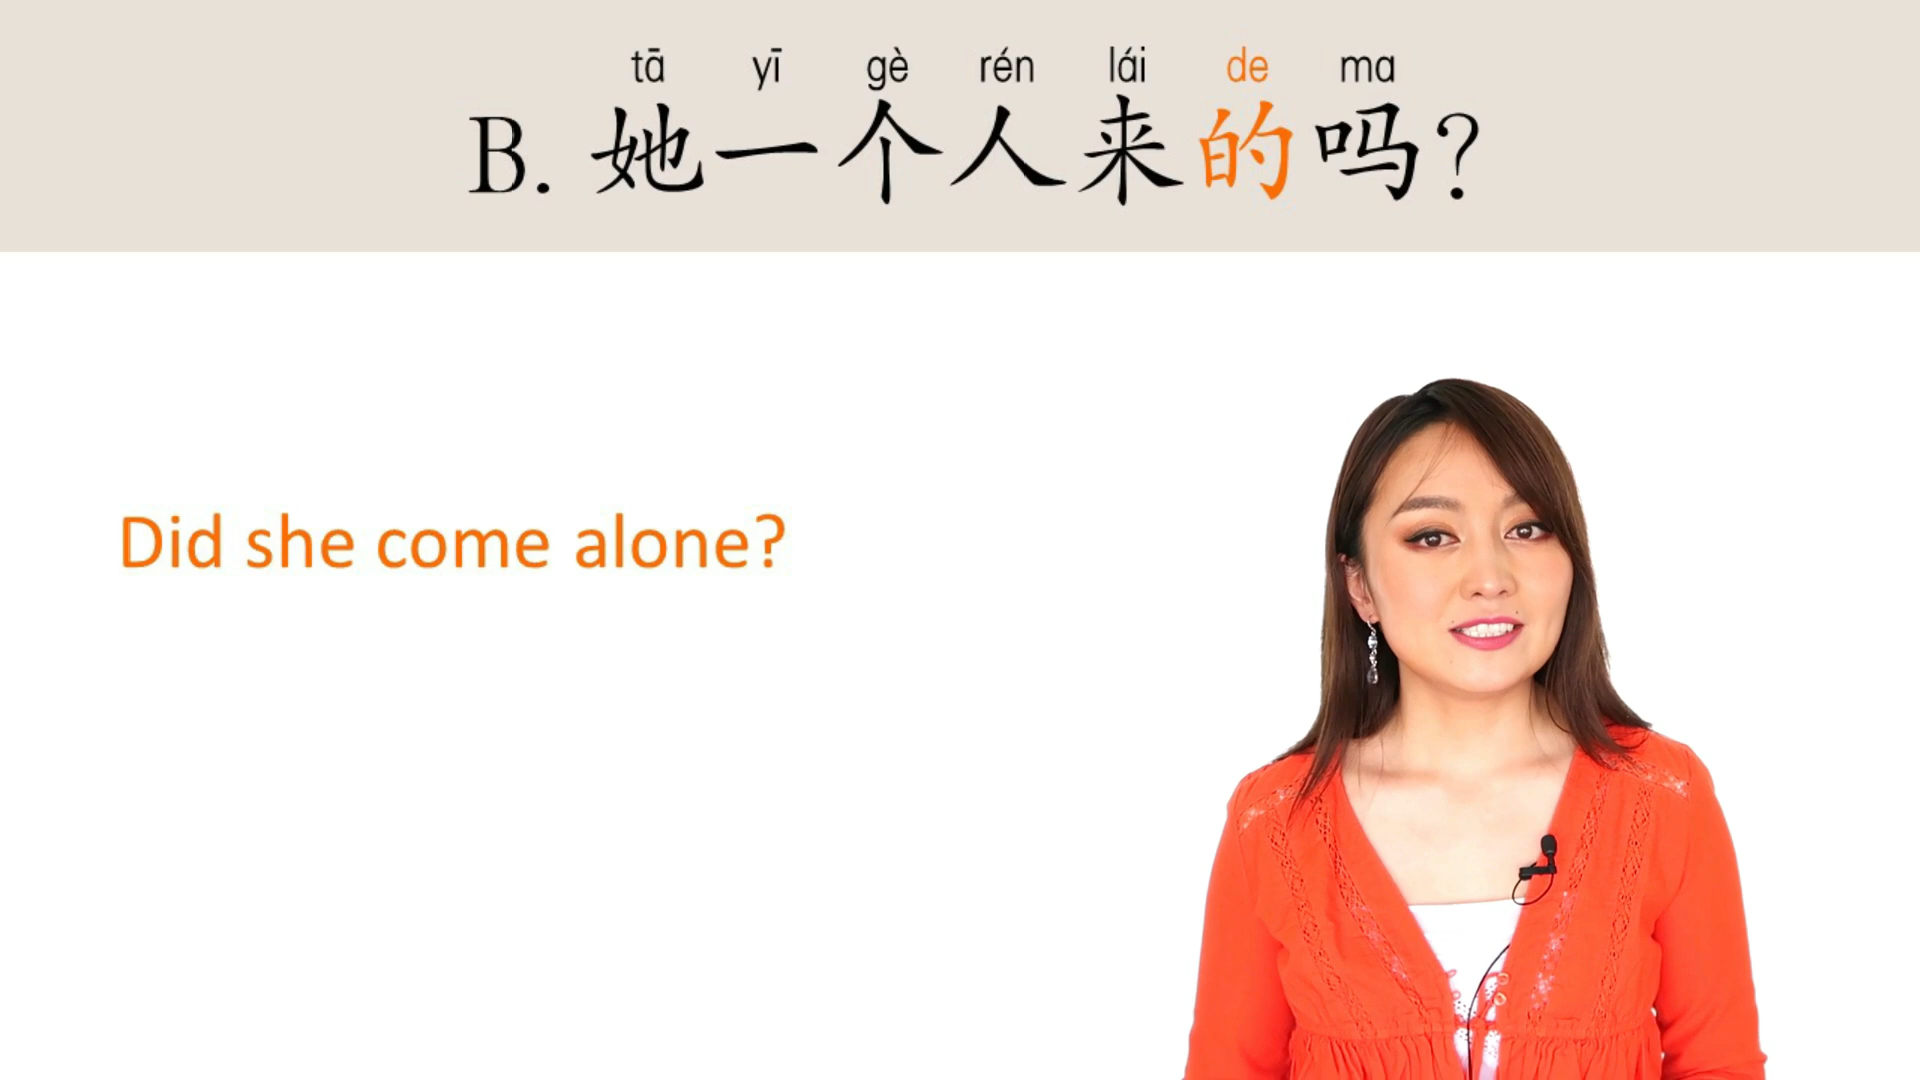 tā yī gè rén lái de ma
B. 她一个人来的吗?
Did she come alone?